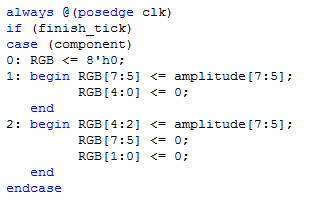 always @(posedge clk)
if (finish_tick)
case (component)
0: RGB <= 8'h0;
1: begin RGB[7:5] <= amplitude[7:5];
RGB[4:0] <= 0;
end
2: begin RGB[4:2] <= amplitude[7:5];
RGB[7:5] <= 0;
RGB[1:0] <= 0;
end
endcase